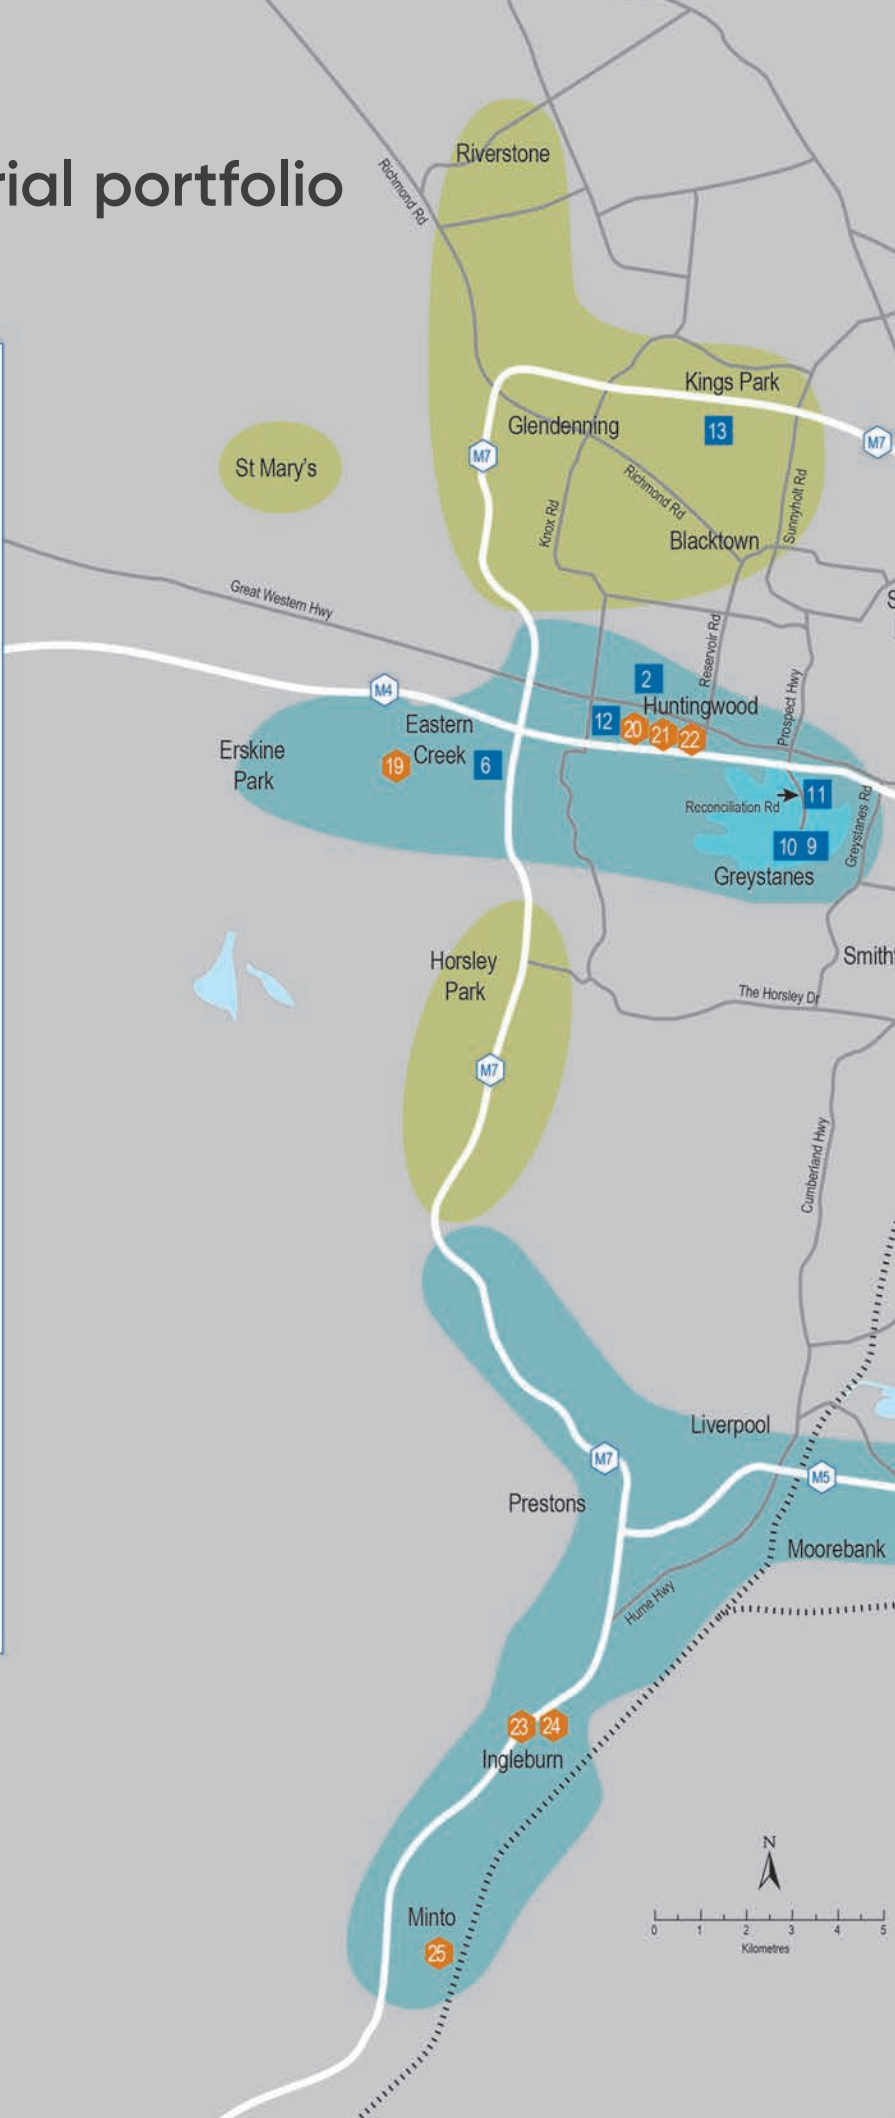 rial portfolio
Riverstone
Richmond Rd
Kings Park
13
Glendenning
M7
M7
St Mary's
Richmond Rd
Sunnyholt Rd
Knox Rd
Blacktown
Great Western Hwy
Reservoir Rd
2
M4
Prospect Hwy
Huntingwood
12
20
21
22
Eastern
Creek
Erskine
Park
19
6
11
Reconciliation Rd
Greystanes Rd
10 9
Greystanes
Smith
Horsley
Park
The Horsley Dr
M7
Cumberland Hwy
Liverpool
M7
M5
Prestons
Moorebank
Hume Hwy
23
24
Ingleburn
N
Minto
25
0 1 2 3 4 5
Kilometres